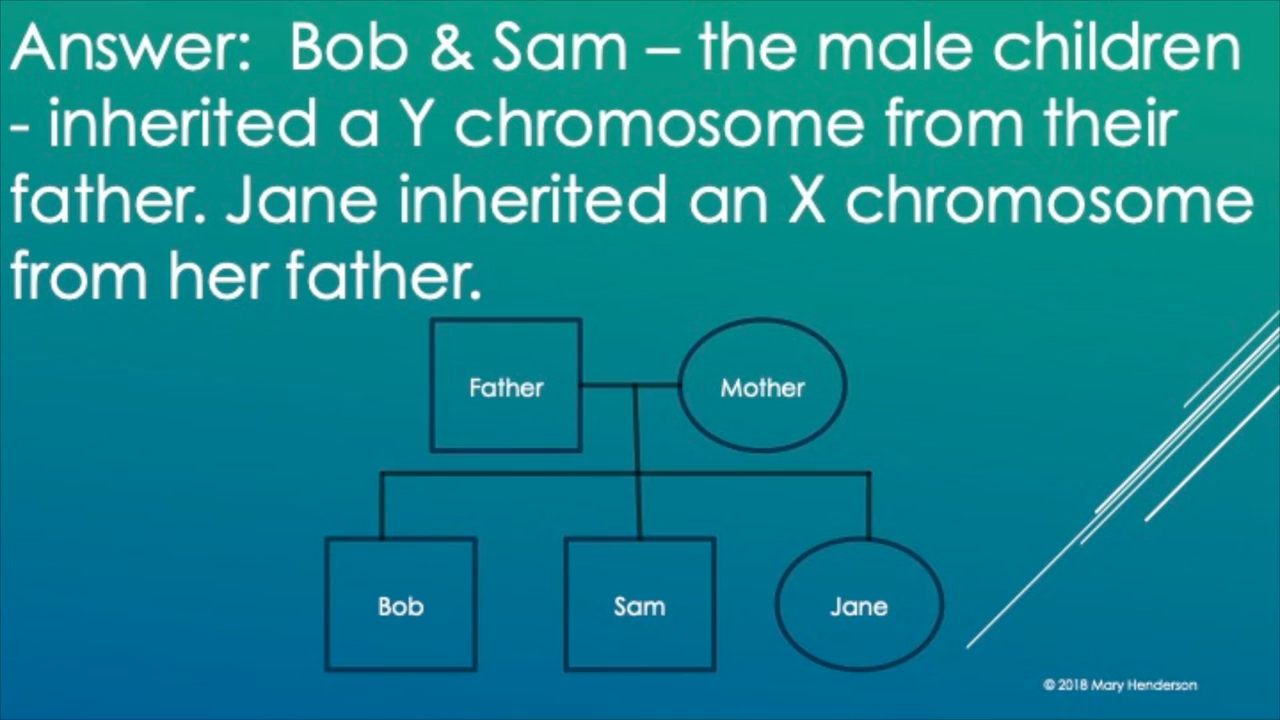 Answer:  Bob & Sam – the male children
- inherited a Y chromosome from their
father. Jane inherited an X chromosome
from her father.
Father
Mother
Bob
Sam
Jane
© 2018 Mary Henderson